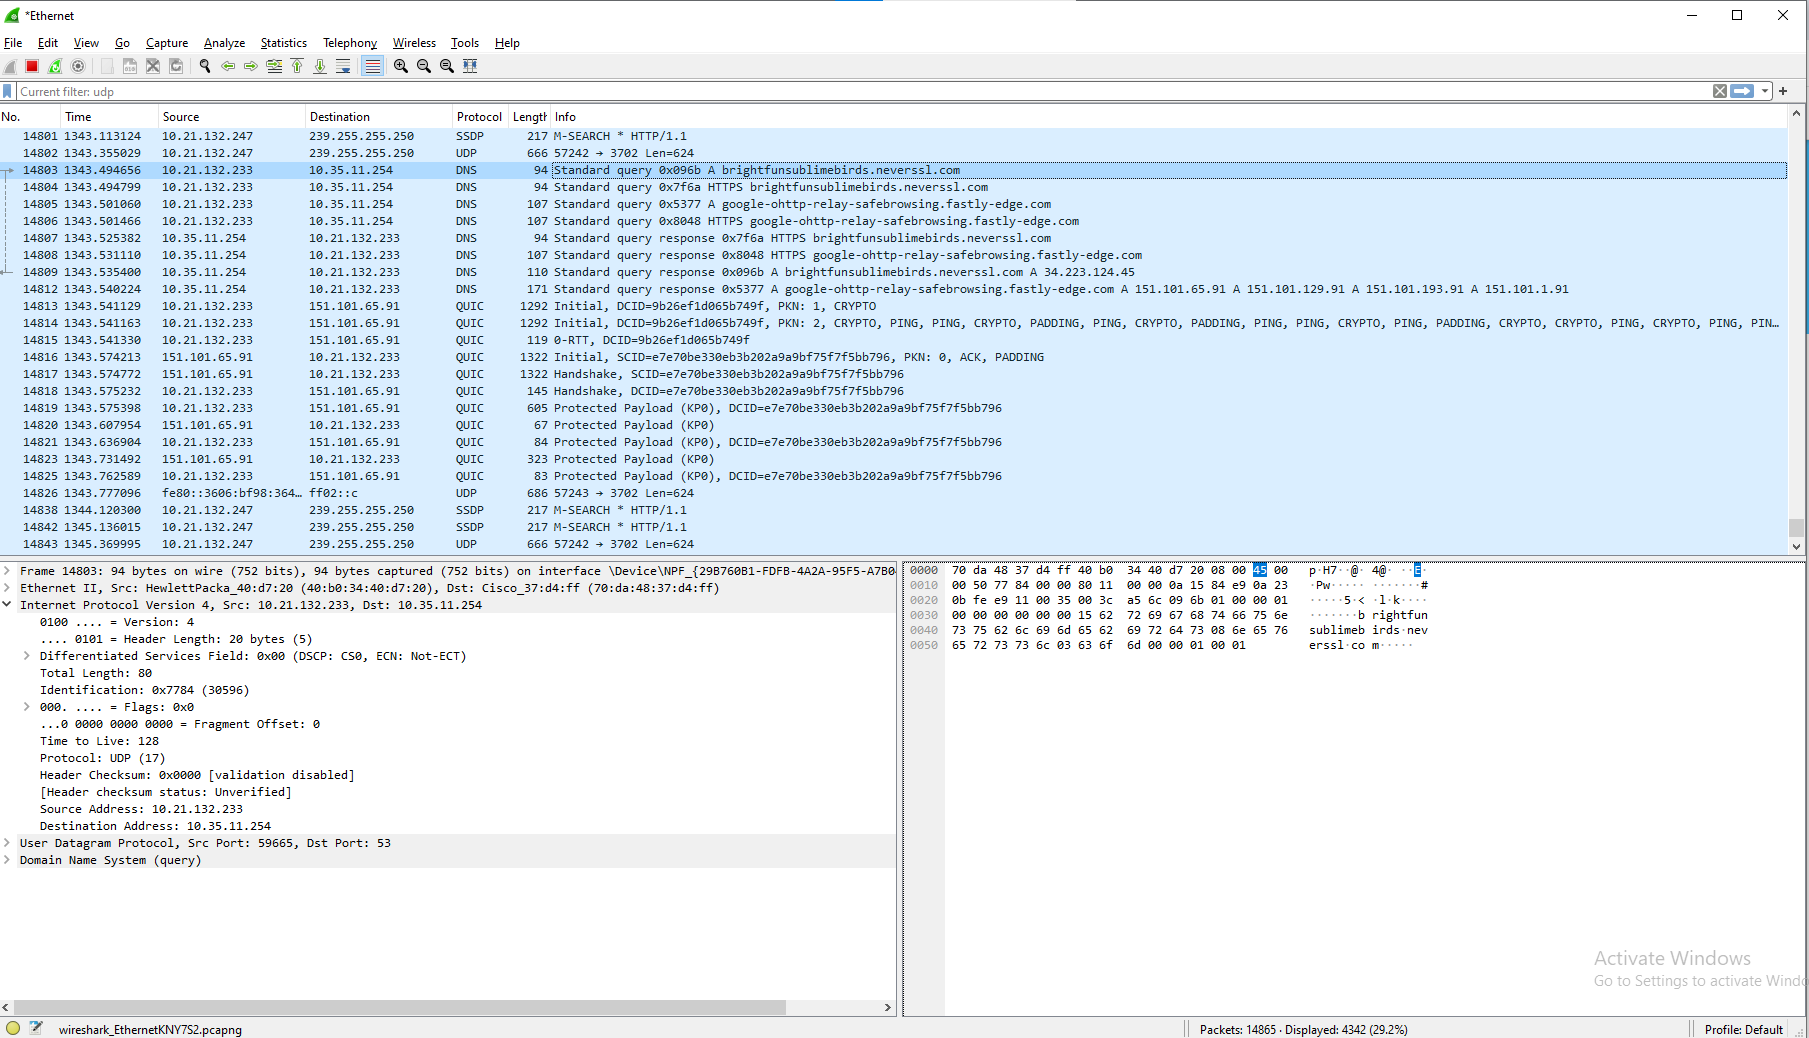 *Ethernet
File Edit View Go Capture Analyze Statistics Telephony Wireless Tools Help
Current filter: udp
No. Time Source Destination Protocol Length Info
14801 1343.113124 10.21.132.247 239.255.255.250 SSDP 217 M-SEARCH * HTTP/1.1
14802 1343.355029 10.21.132.247 239.255.255.250 UDP 666 57242 → 3702 Len=624
14803 1343.494656 10.21.132.233 10.35.11.254 DNS 94 Standard query 0x096b A brightfunsublimebirds.neverssl.com
14804 1343.494799 10.21.132.233 10.35.11.254 DNS 94 Standard query 0x7f6a HTTPS brightfunsublimebirds.neverssl.com
14805 1343.501060 10.21.132.233 10.35.11.254 DNS 107 Standard query 0x5377 A google-ohttp-relay-safebrowsing.fastly-edge.com
14806 1343.501466 10.21.132.233 10.35.11.254 DNS 107 Standard query 0x8048 HTTPS google-ohttp-relay-safebrowsing.fastly-edge.com
14807 1343.525382 10.35.11.254 10.21.132.233 DNS 94 Standard query response 0x7f6a HTTPS brightfunsublimebirds.neverssl.com
14808 1343.531110 10.35.11.254 10.21.132.233 DNS 107 Standard query response 0x8048 HTTPS google-ohttp-relay-safebrowsing.fastly-edge.com
14809 1343.535400 10.35.11.254 10.21.132.233 DNS 110 Standard query response 0x096b A brightfunsublimebirds.neverssl.com A 34.223.124.45
14812 1343.540224 10.35.11.254 10.21.132.233 DNS 171 Standard query response 0x5377 A google-ohttp-relay-safebrowsing.fastly-edge.com A 151.101.65.91 A 151.101.129.91 A 151.101.193.91 A 151.101.1.91
14813 1343.541129 10.21.132.233 151.101.65.91 QUIC 1292 Initial, DCID=9b26ef1d065b749f, PKN: 1, CRYPTO
14814 1343.541163 10.21.132.233 151.101.65.91 QUIC 1292 Initial, DCID=9b26ef1d065b749f, PKN: 2, CRYPTO, PING, PING, CRYPTO, PADDING, PING, CRYPTO, PADDING, PING, PING, CRYPTO, PING, PADDING, CRYPTO, CRYPTO, PING, CRYPTO, PING, PIN…
14815 1343.541330 10.21.132.233 151.101.65.91 QUIC 119 0-RTT, DCID=9b26ef1d065b749f
14816 1343.574213 151.101.65.91 10.21.132.233 QUIC 1322 Initial, SCID=e7e70be330eb3b202a9a9bf75f7f5bb796, PKN: 0, ACK, PADDING
14817 1343.574772 151.101.65.91 10.21.132.233 QUIC 1322 Handshake, SCID=e7e70be330eb3b202a9a9bf75f7f5bb796
14818 1343.575232 10.21.132.233 151.101.65.91 QUIC 145 Handshake, DCID=e7e70be330eb3b202a9a9bf75f7f5bb796
14819 1343.575398 10.21.132.233 151.101.65.91 QUIC 605 Protected Payload (KP0), DCID=e7e70be330eb3b202a9a9bf75f7f5bb796
14820 1343.607954 151.101.65.91 10.21.132.233 QUIC 67 Protected Payload (KP0)
14821 1343.636904 10.21.132.233 151.101.65.91 QUIC 84 Protected Payload (KP0), DCID=e7e70be330eb3b202a9a9bf75f7f5bb796
14823 1343.731492 151.101.65.91 10.21.132.233 QUIC 323 Protected Payload (KP0)
14825 1343.762589 10.21.132.233 151.101.65.91 QUIC 83 Protected Payload (KP0), DCID=e7e70be330eb3b202a9a9bf75f7f5bb796
14826 1343.777096 fe80::3606:bf98:364… ff02::c UDP 686 57243 → 3702 Len=624
14838 1344.120300 10.21.132.247 239.255.255.250 SSDP 217 M-SEARCH * HTTP/1.1
14842 1345.136015 10.21.132.247 239.255.255.250 SSDP 217 M-SEARCH * HTTP/1.1
14843 1345.369995 10.21.132.247 239.255.255.250 UDP 666 57242 → 3702 Len=624
Frame 14803: 94 bytes on wire (752 bits), 94 bytes captured (752 bits) on interface \Device\NPF_{29B760B1-FDFB-4A2A-95F5-A7B0
Ethernet II, Src: HewlettPacka_40:d7:20 (40:b0:34:40:d7:20), Dst: Cisco_37:d4:ff (70:da:48:37:d4:ff)
Internet Protocol Version 4, Src: 10.21.132.233, Dst: 10.35.11.254
0100 .... = Version: 4
.... 0101 = Header Length: 20 bytes (5)
Differentiated Services Field: 0x00 (DSCP: CS0, ECN: Not-ECT)
Total Length: 80
Identification: 0x7784 (30596)
000. .... = Flags: 0x0
...0 0000 0000 0000 = Fragment Offset: 0
Time to Live: 128
Protocol: UDP (17)
Header Checksum: 0x0000 [validation disabled]
[Header checksum status: Unverified]
Source Address: 10.21.132.233
Destination Address: 10.35.11.254
User Datagram Protocol, Src Port: 59665, Dst Port: 53
Domain Name System (query)
0000 70 da 48 37 d4 ff 40 b0 34 40 d7 20 08 00 45 00 p·H7··@·4@· ··E·
0010 00 50 77 84 00 00 80 11 00 00 0a 15 84 e9 0a 23 ·Pw············#
0020 0b fe e9 11 00 35 00 3c a5 6c 09 6b 01 00 00 01 ·····5·<·l·k····
0030 00 00 00 00 00 00 15 62 72 69 67 68 74 66 75 6e ·······b rightfun
0040 73 75 62 6c 69 6d 65 62 69 72 64 73 08 6e 65 76 sublimeb irds·nev
0050 65 72 73 73 6c 03 63 6f 6d 00 00 01 00 01 erssl·co m·····
Activate Windows
Go to Settings to activate Windo
wireshark_EthernetKNY7S2.pcapng
Packets: 14865 · Displayed: 4342 (29.2%)
Profile: Default